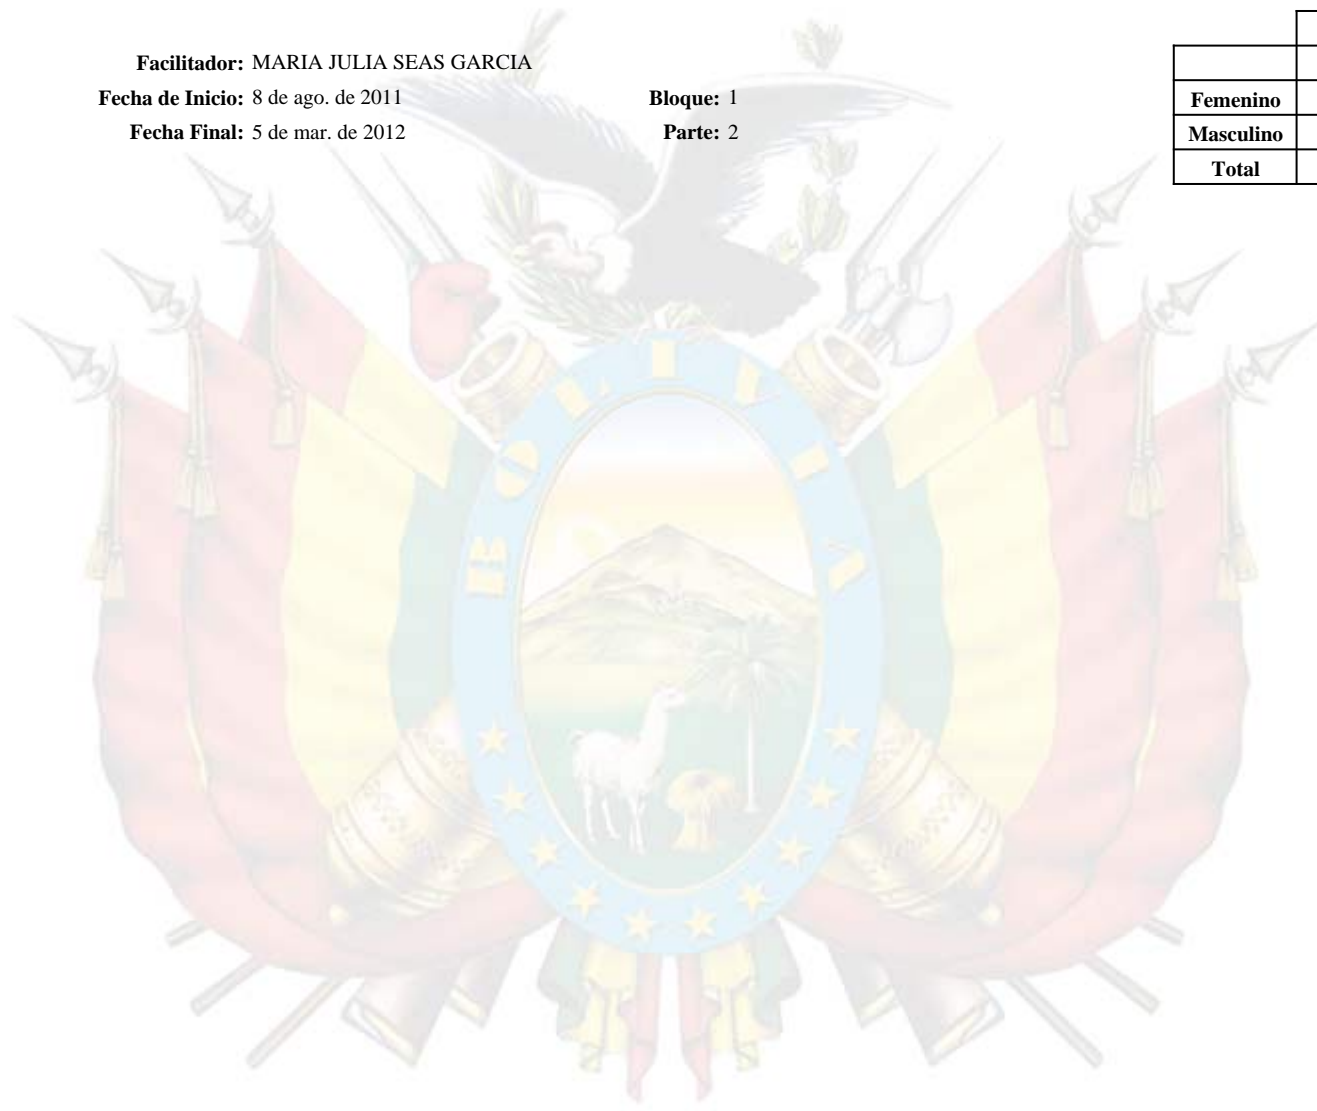 Facilitador: MARIA JULIA SEAS GARCIA
Fecha de Inicio: 8 de ago. de 2011 Bloque: 1
Fecha Final: 5 de mar. de 2012 Parte: 2
Femenino
Masculino
Total
BOLIVIA